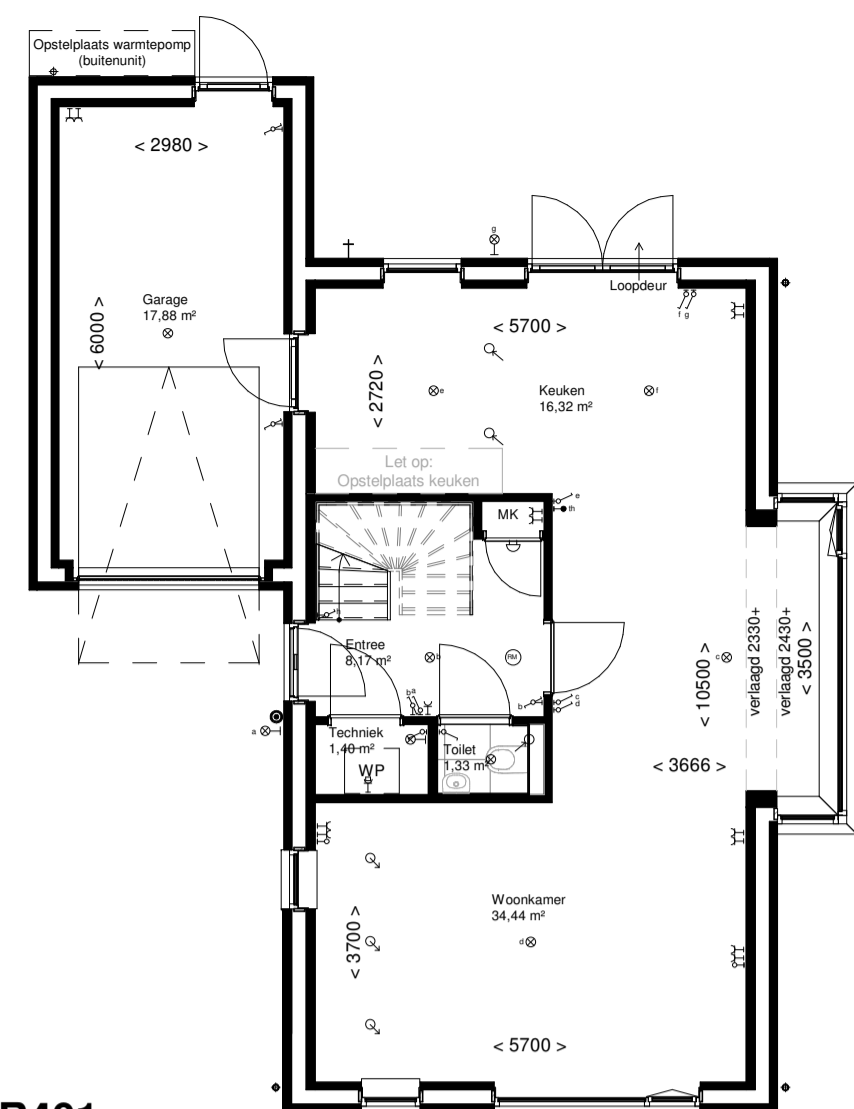 Opstelplaats warmtepomp
(buitenunit)
< 2980 >
g
Loopdeur
f g
Garage
17,88 m²
< 6000 >
< 5700 >
< 2720 >
e
Keuken
16,32 m²
f
Let op:
Opstelplaats keuken
MK
e
th
h
Entree
8,17 m²
b
RM
c
verlaagd 2330+
verlaagd 2430+
< 3500 >
< 10500 >
b a
b
c
d
a
Techniek
1,40 m²
WP
Toilet
1,33 m²
< 3666 >
Woonkamer
34,44 m²
d
< 3700 >
< 5700 >